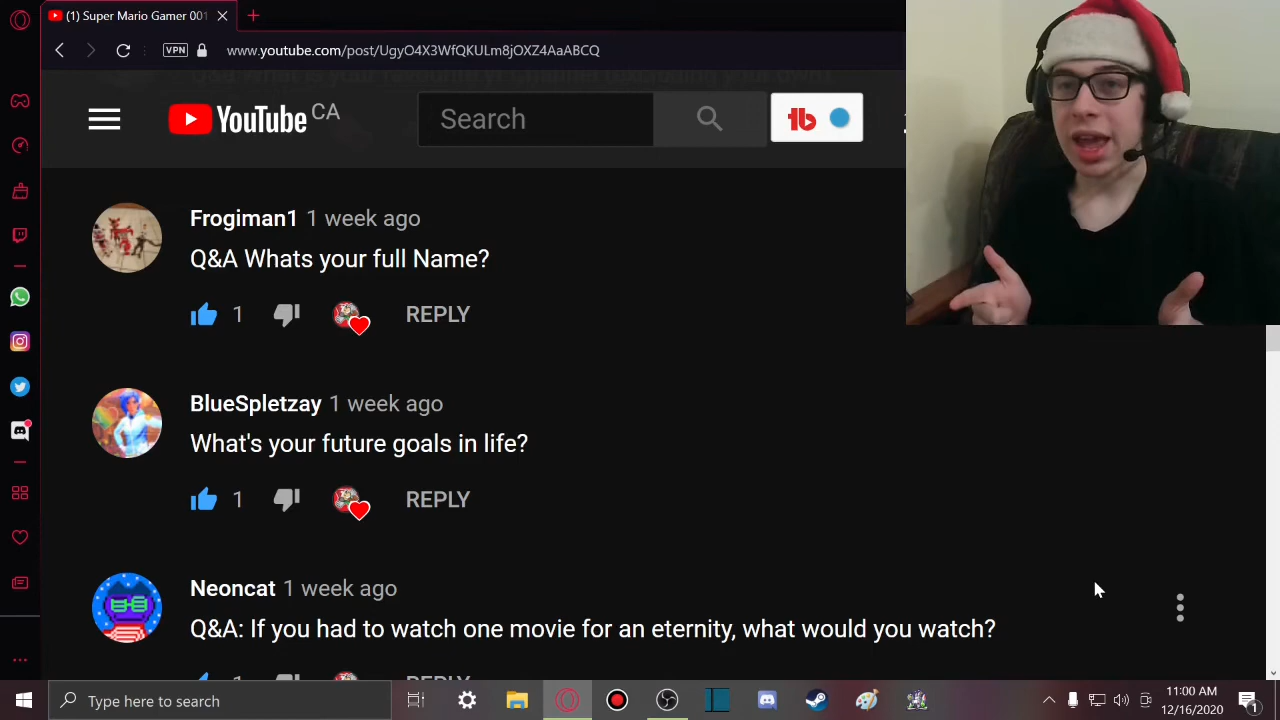 (1) Super Mario Gamer 001
VPN www.youtube.com/post/UgyO4X3WfQKULm8jOXZ4AaABCQ
YouTube CA
Search
Frogiman1 1 week ago
Q&A Whats your full Name?
1 REPLY
BlueSpletzay 1 week ago
What's your future goals in life?
1 REPLY
Neoncat 1 week ago
Q&A: If you had to watch one movie for an eternity, what would you watch?
Type here to search
11:00 AM
12/16/2020
1